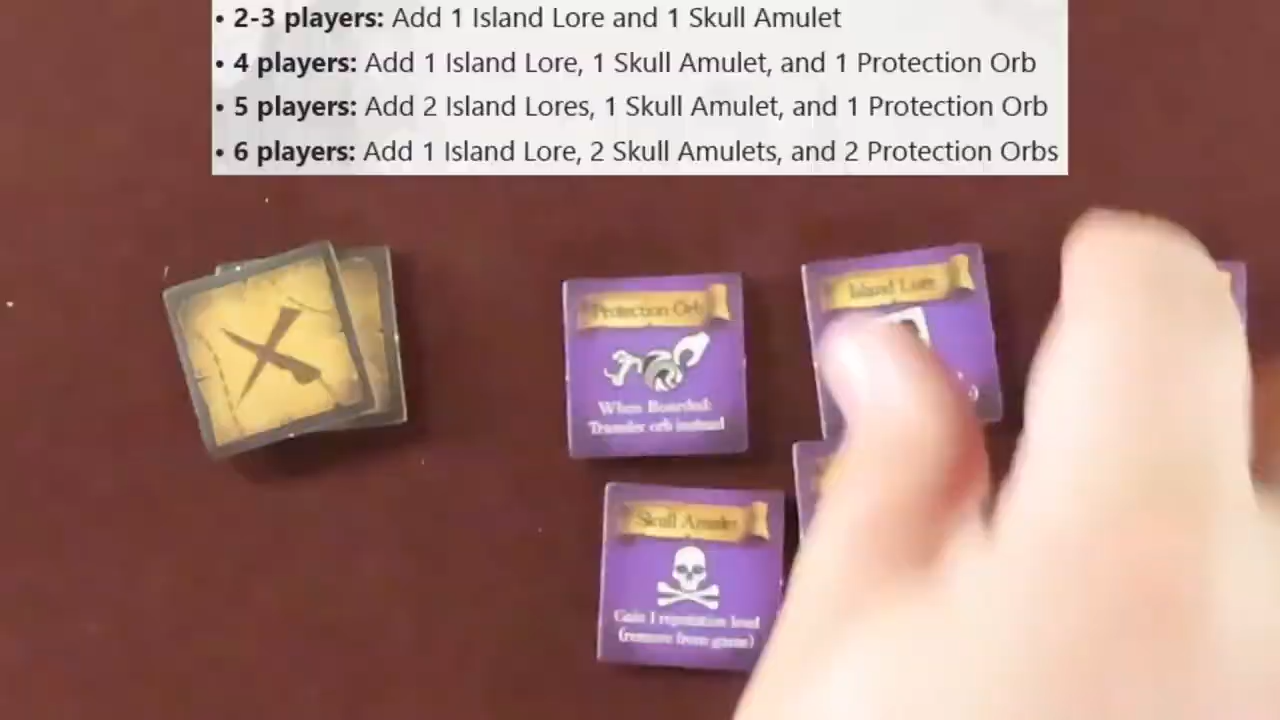 • 2-3 players: Add 1 Island Lore and 1 Skull Amulet
• 4 players: Add 1 Island Lore, 1 Skull Amulet, and 1 Protection Orb
• 5 players: Add 2 Island Lores, 1 Skull Amulet, and 1 Protection Orb
• 6 players: Add 1 Island Lore, 2 Skull Amulets, and 2 Protection Orbs
Protection Orb
When Boarded:
Transfer orb instead
Island Lore
Skull Amulet
Gain 1 reputation level
(remove from game)